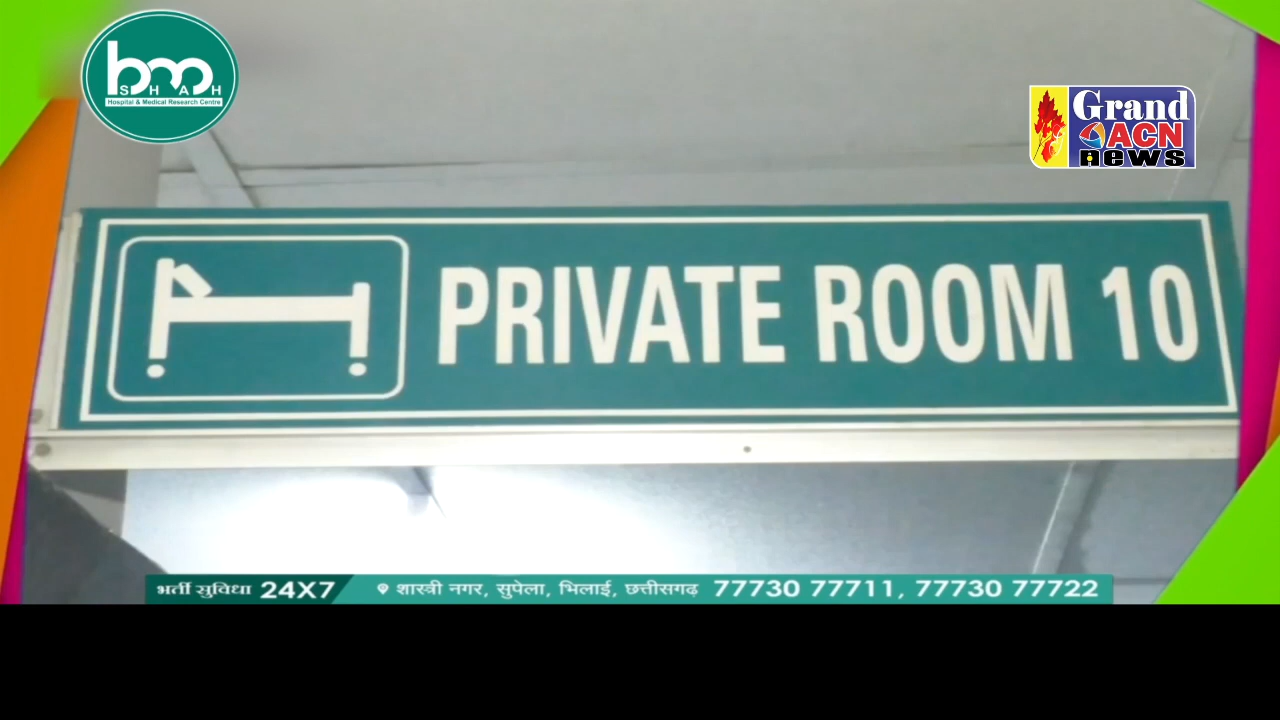 bmm
SHAH
Hospital & Medical Research Centre
Grand
ACN
news
PRIVATE ROOM 10
भर्ती सुविधा 24X7 शास्त्री नगर, सुपेला, भिलाई, छत्तीसगढ़ 77730 77711, 77730 77722